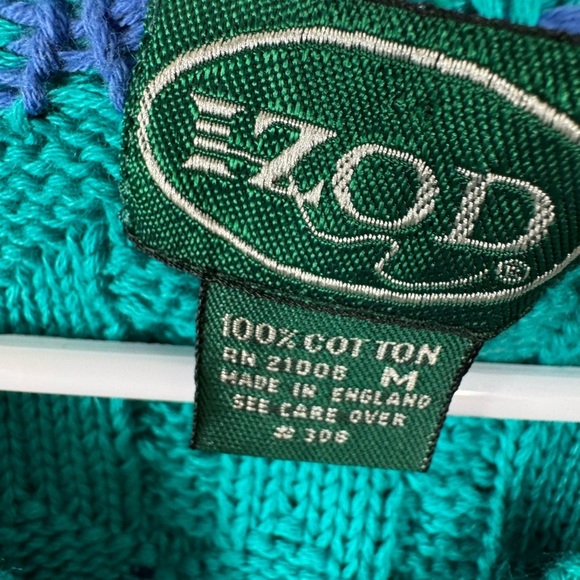 IZOD
®
100% COTTON
RN 21008 M
MADE IN ENGLAND
SEE CARE OVER
308